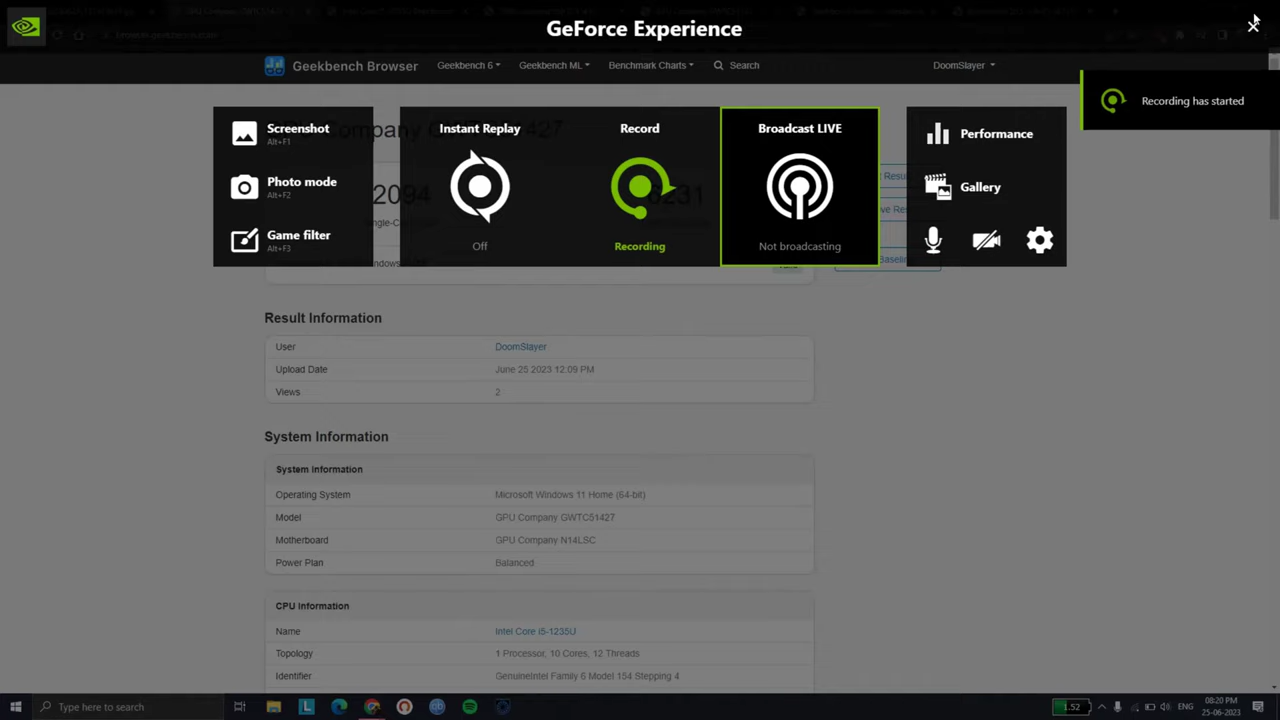 GeForce Experience
Geekbench Browser
Geekbench 6
Geekbench ML
Benchmark Charts
Search
DoomSlayer
Recording has started
Screenshot
Alt+F1
Photo mode
Alt+F2
Game filter
Alt+F3
Instant Replay
Off
Record
Recording
Broadcast LIVE
Not broadcasting
Performance
Gallery
Result Information
User DoomSlayer
Upload Date June 25 2023 12:09 PM
Views 2
System Information
System Information
Operating System Microsoft Windows 11 Home (64-bit)
Model GPU Company GWTC51427
Motherboard GPU Company N14LSC
Power Plan Balanced
CPU Information
Name Intel Core i5-1235U
Topology 1 Processor, 10 Cores, 12 Threads
Identifier GenuineIntel Family 6 Model 154 Stepping 4
Type here to search
1.52
ENG
08:20 PM
25-06-2023